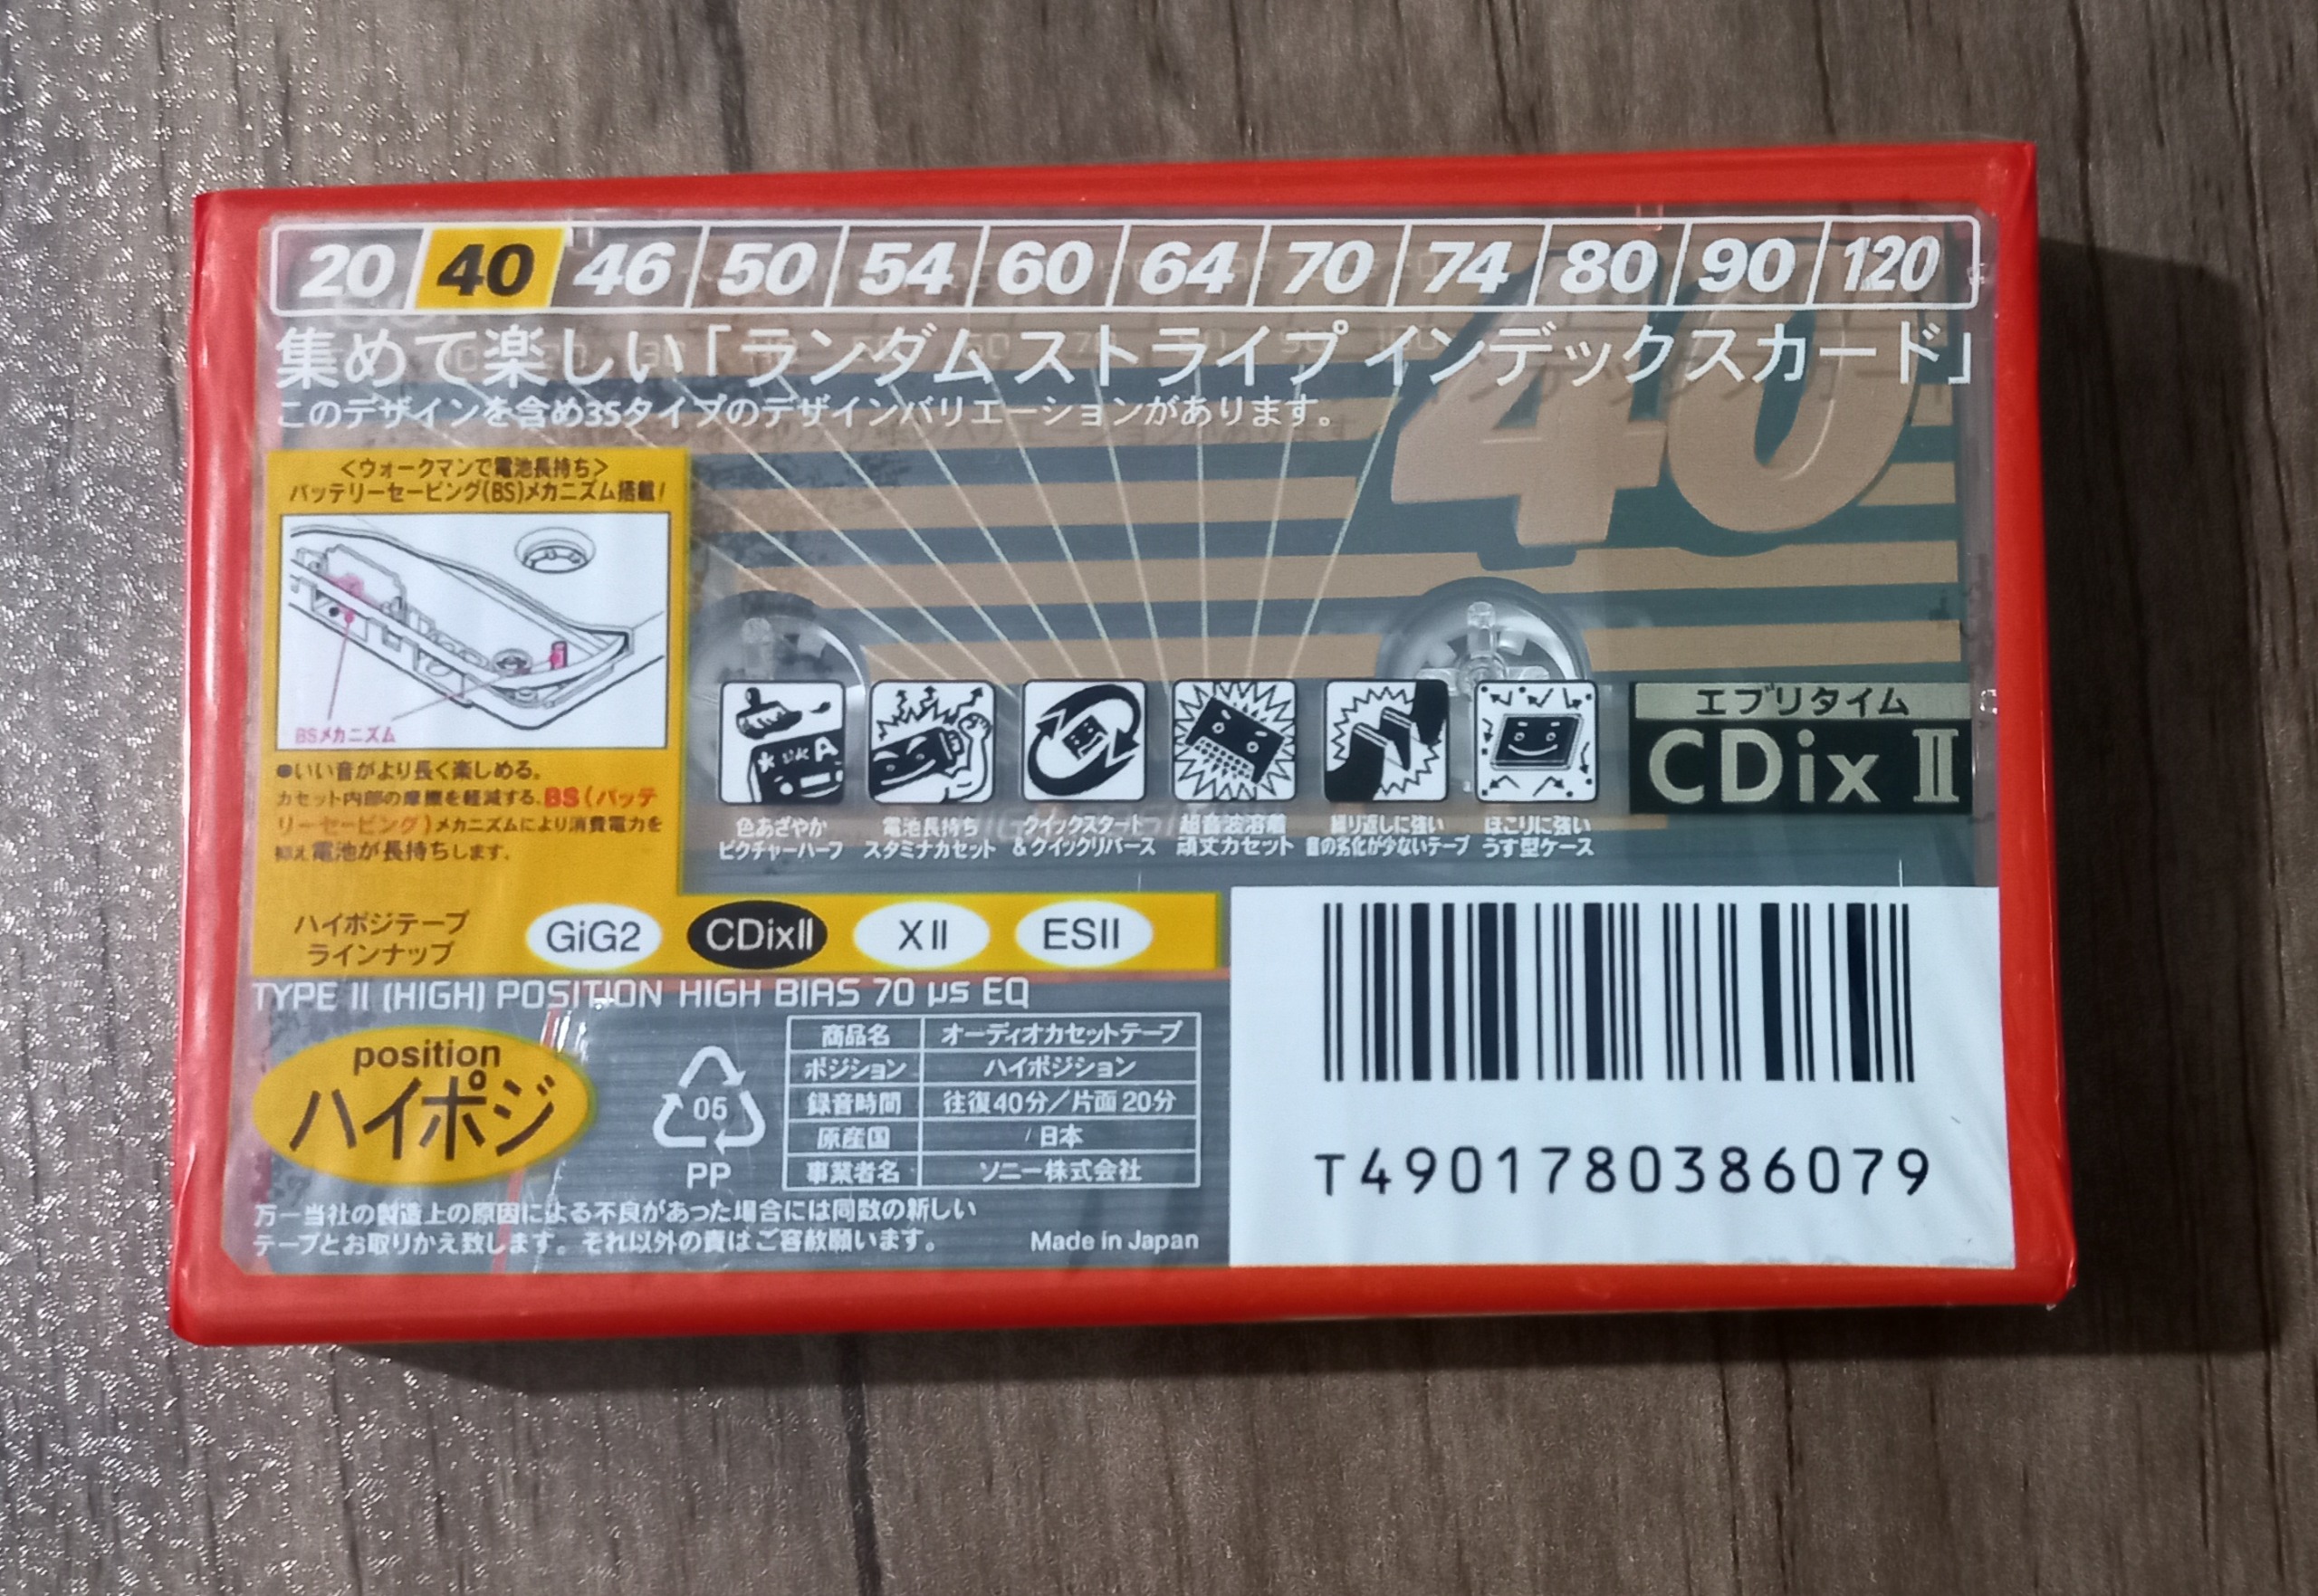 20 40 46 50 54 60 64 70 74 80 90 120
集めて楽しい「ランダム ストライプ インデックスカード」
このデザインを含め35タイプのデザインバリエーションがあります。
40
<ウォークマンで電池長持ち>
バッテリーセービング(BS)メカニズム搭載!
BSメカニズム
●いい音がより長く楽しめる。
カセット内部の摩擦を軽減する、BS(バッテ
リーセービング)メカニズムにより消費電力を
抑え電池が長持ちします。
色あざやか
ピクチャーハーフ
電池長持ち
スタミナカセット
クイックスタート
&クイックリバース
超音波溶着
頑丈カセット
繰り返しに強い
音の劣化が少ないテープ
ほこりに強い
うす型ケース
エブリタイム
CDix II
ハイポジテープ
ラインナップ
GiG2 CDixII XII ESII
TYPE II (HIGH) POSITION HIGH BIAS 70 µs EQ
position
ハイポジ
05
PP
商品名 オーディオカセットテープ
ポジション ハイポジション
録音時間 往復40分/片面20分
原産国 日本
事業者名 ソニー株式会社
万一当社の製造上の原因による不良があった場合には同数の新しい
テープとお取りかえ致します。それ以外の責はご容赦願います。
Made in Japan
T4901780386079